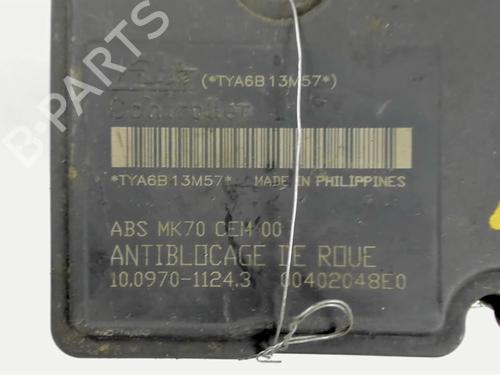 (*TYA6B13M57*)
*TYA6B13M57* MADE IN PHILIPPINES
ABS MK70 CEM 00
ANTIBLOCAGE DE ROUE
10.0970-1124.3 00402048E0
B-PARTS